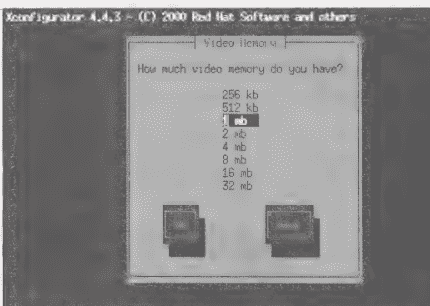 Xconfigurator 4.4.3 - (C) 2000 Red Hat Software and others
Video Memory
How much video memory do you have?
256 kb
512 kb
1 mb
2 mb
4 mb
8 mb
16 mb
32 mb